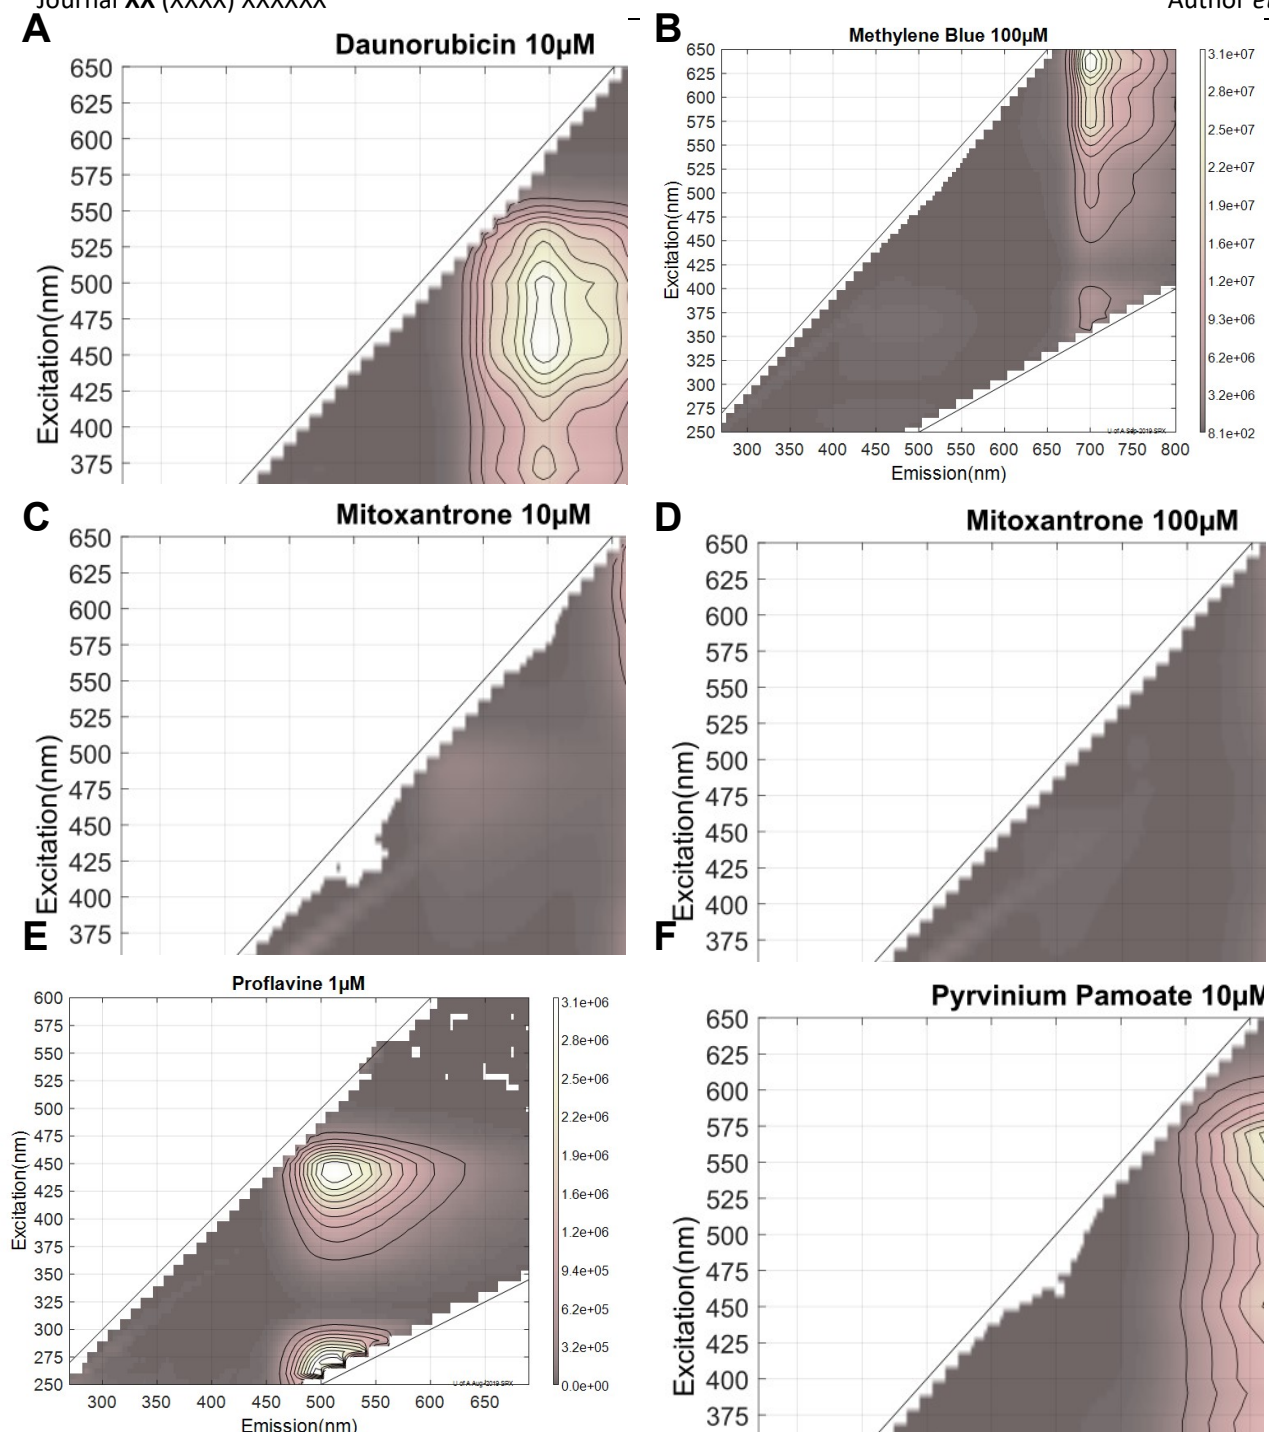 Journal XX (XXXX) XXXXXX
Author e
A
Daunorubicin 10µM
650
625
600
575
550
525
500
475
450
425
400
375
Excitation(nm)
B
Methylene Blue 100µM
650
625
600
575
550
525
500
475
450
425
400
375
350
325
300
275
250
Excitation(nm)
300 350 400 450 500 550 600 650 700 750 800
Emission(nm)
U of A Sep-2019 SRX
3.1e+07
2.8e+07
2.5e+07
2.2e+07
1.9e+07
1.6e+07
1.2e+07
9.3e+06
6.2e+06
3.2e+06
8.1e+02
C
Mitoxantrone 10µM
650
625
600
575
550
525
500
475
450
425
400
375
Excitation(nm)
D
Mitoxantrone 100µM
650
625
600
575
550
525
500
475
450
425
400
375
Excitation(nm)
E
Proflavine 1µM
600
575
550
525
500
475
450
425
400
375
350
325
300
275
250
Excitation(nm)
300 350 400 450 500 550 600 650
Emission(nm)
U of A Aug-2019 SRX
3.1e+06
2.8e+06
2.5e+06
2.2e+06
1.9e+06
1.6e+06
1.2e+06
9.4e+05
6.2e+05
3.2e+05
0.0e+00
F
Pyrvinium Pamoate 10µM
650
625
600
575
550
525
500
475
450
425
400
375
Excitation(nm)